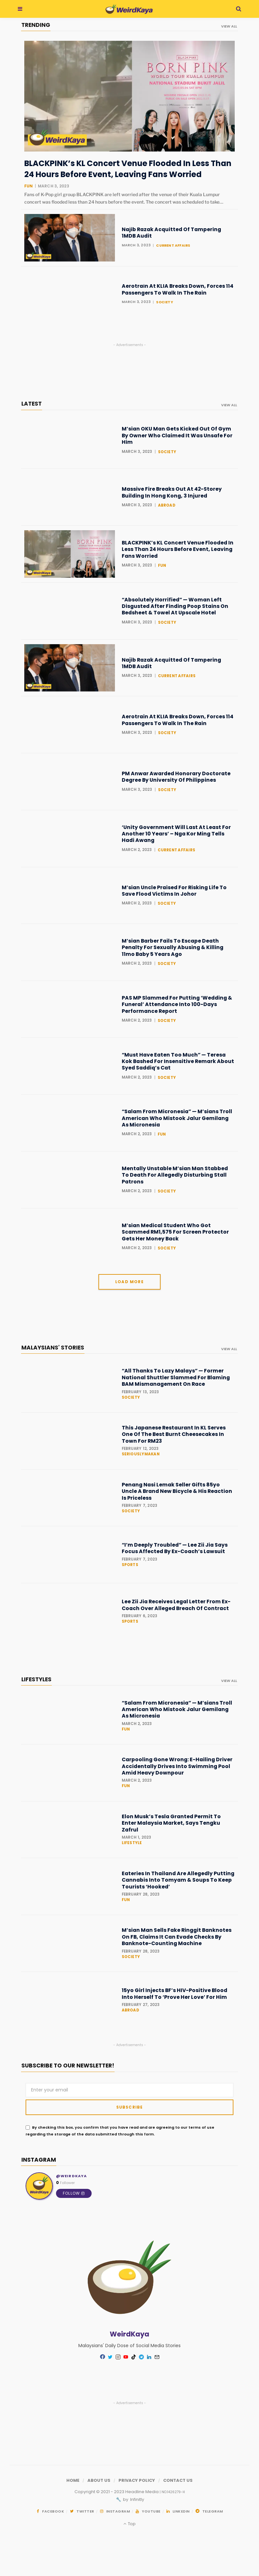 WeirdKaya
TRENDING
VIEW ALL
BORN PINK
WORLD TOUR KUALA LUMPUR
NATIONAL STADIUM BUKIT JALIL
WeirdKaya
BLACKPINK's KL Concert Venue Flooded In Less Than
24 Hours Before Event, Leaving Fans Worried
FUN | MARCH 3, 2023
Fans of K-Pop girl group BLACKPINK are left worried after the venue of their Kuala Lumpur
concert was flooded less than 24 hours before the event. The concert was scheduled to take...
WeirdKaya
Najib Razak Acquitted Of Tampering
1MDB Audit
MARCH 3, 2023 | CURRENT AFFAIRS
Aerotrain At KLIA Breaks Down, Forces 114
Passengers To Walk In The Rain
MARCH 3, 2023 | SOCIETY
- Advertisements -
LATEST
VIEW ALL
M'sian OKU Man Gets Kicked Out Of Gym
By Owner Who Claimed It Was Unsafe For
Him
MARCH 3, 2023 | SOCIETY
Massive Fire Breaks Out At 42-Storey
Building In Hong Kong, 3 Injured
MARCH 3, 2023 | ABROAD
BORN PINK
WeirdKaya
BLACKPINK's KL Concert Venue Flooded In
Less Than 24 Hours Before Event, Leaving
Fans Worried
MARCH 3, 2023 | FUN
"Absolutely Horrified" — Woman Left
Disgusted After Finding Poop Stains On
Bedsheet & Towel At Upscale Hotel
MARCH 3, 2023 | SOCIETY
WeirdKaya
Najib Razak Acquitted Of Tampering
1MDB Audit
MARCH 3, 2023 | CURRENT AFFAIRS
Aerotrain At KLIA Breaks Down, Forces 114
Passengers To Walk In The Rain
MARCH 3, 2023 | SOCIETY
PM Anwar Awarded Honorary Doctorate
Degree By University Of Philippines
MARCH 3, 2023 | SOCIETY
'Unity Government Will Last At Least For
Another 10 Years' – Nga Kor Ming Tells
Hadi Awang
MARCH 2, 2023 | CURRENT AFFAIRS
M'sian Uncle Praised For Risking Life To
Save Flood Victims In Johor
MARCH 2, 2023 | SOCIETY
M'sian Barber Fails To Escape Death
Penalty For Sexually Abusing & Killing
11mo Baby 5 Years Ago
MARCH 2, 2023 | SOCIETY
PAS MP Slammed For Putting 'Wedding &
Funeral' Attendance Into 100-Days
Performance Report
MARCH 2, 2023 | SOCIETY
"Must Have Eaten Too Much" — Teresa
Kok Bashed For Insensitive Remark About
Syed Saddiq's Cat
MARCH 2, 2023 | SOCIETY
"Salam From Micronesia" — M'sians Troll
American Who Mistook Jalur Gemilang
As Micronesia
MARCH 2, 2023 | FUN
Mentally Unstable M'sian Man Stabbed
To Death For Allegedly Disturbing Stall
Patrons
MARCH 2, 2023 | SOCIETY
M'sian Medical Student Who Got
Scammed RM1,575 For Screen Protector
Gets Her Money Back
MARCH 2, 2023 | SOCIETY
LOAD MORE
MALAYSIANS' STORIES
VIEW ALL
"All Thanks To Lazy Malays" — Former
National Shuttler Slammed For Blaming
BAM Mismanagement On Race
FEBRUARY 13, 2023
SOCIETY
This Japanese Restaurant In KL Serves
One Of The Best Burnt Cheesecakes In
Town For RM23
FEBRUARY 12, 2023
SERIOUSLYMAKAN
Penang Nasi Lemak Seller Gifts 85yo
Uncle A Brand New Bicycle & His Reaction
Is Priceless
FEBRUARY 7, 2023
SOCIETY
"I'm Deeply Troubled" — Lee Zii Jia Says
Focus Affected By Ex-Coach's Lawsuit
FEBRUARY 7, 2023
SPORTS
Lee Zii Jia Receives Legal Letter From Ex-
Coach Over Alleged Breach Of Contract
FEBRUARY 6, 2023
SPORTS
LIFESTYLES
VIEW ALL
"Salam From Micronesia" — M'sians Troll
American Who Mistook Jalur Gemilang
As Micronesia
MARCH 2, 2023
FUN
Carpooling Gone Wrong: E-Hailing Driver
Accidentally Drives Into Swimming Pool
Amid Heavy Downpour
MARCH 2, 2023
FUN
Elon Musk's Tesla Granted Permit To
Enter Malaysia Market, Says Tengku
Zafrul
MARCH 1, 2023
LIFESTYLE
Eateries In Thailand Are Allegedly Putting
Cannabis Into Tomyam & Soups To Keep
Tourists 'Hooked'
FEBRUARY 28, 2023
FUN
M'sian Man Sells Fake Ringgit Banknotes
On FB, Claims It Can Evade Checks By
Banknote-Counting Machine
FEBRUARY 28, 2023
SOCIETY
15yo Girl Injects BF's HIV-Positive Blood
Into Herself To 'Prove Her Love' For Him
FEBRUARY 27, 2023
ABROAD
- Advertisements -
SUBSCRIBE TO OUR NEWSLETTER!
Enter your email
SUBSCRIBE
By checking this box, you confirm that you have read and are agreeing to our terms of use
regarding the storage of the data submitted through this form.
INSTAGRAM
WeirdKaya
@WEIRDKAYA
0 Followers
FOLLOW
WeirdKaya
Malaysians' Daily Dose of Social Media Stories
- Advertisements -
HOME / ABOUT US / PRIVACY POLICY / CONTACT US
Copyright © 2021 - 2023 Headline Media
by Infinity
FACEBOOK TWITTER INSTAGRAM YOUTUBE LINKEDIN TELEGRAM
Top